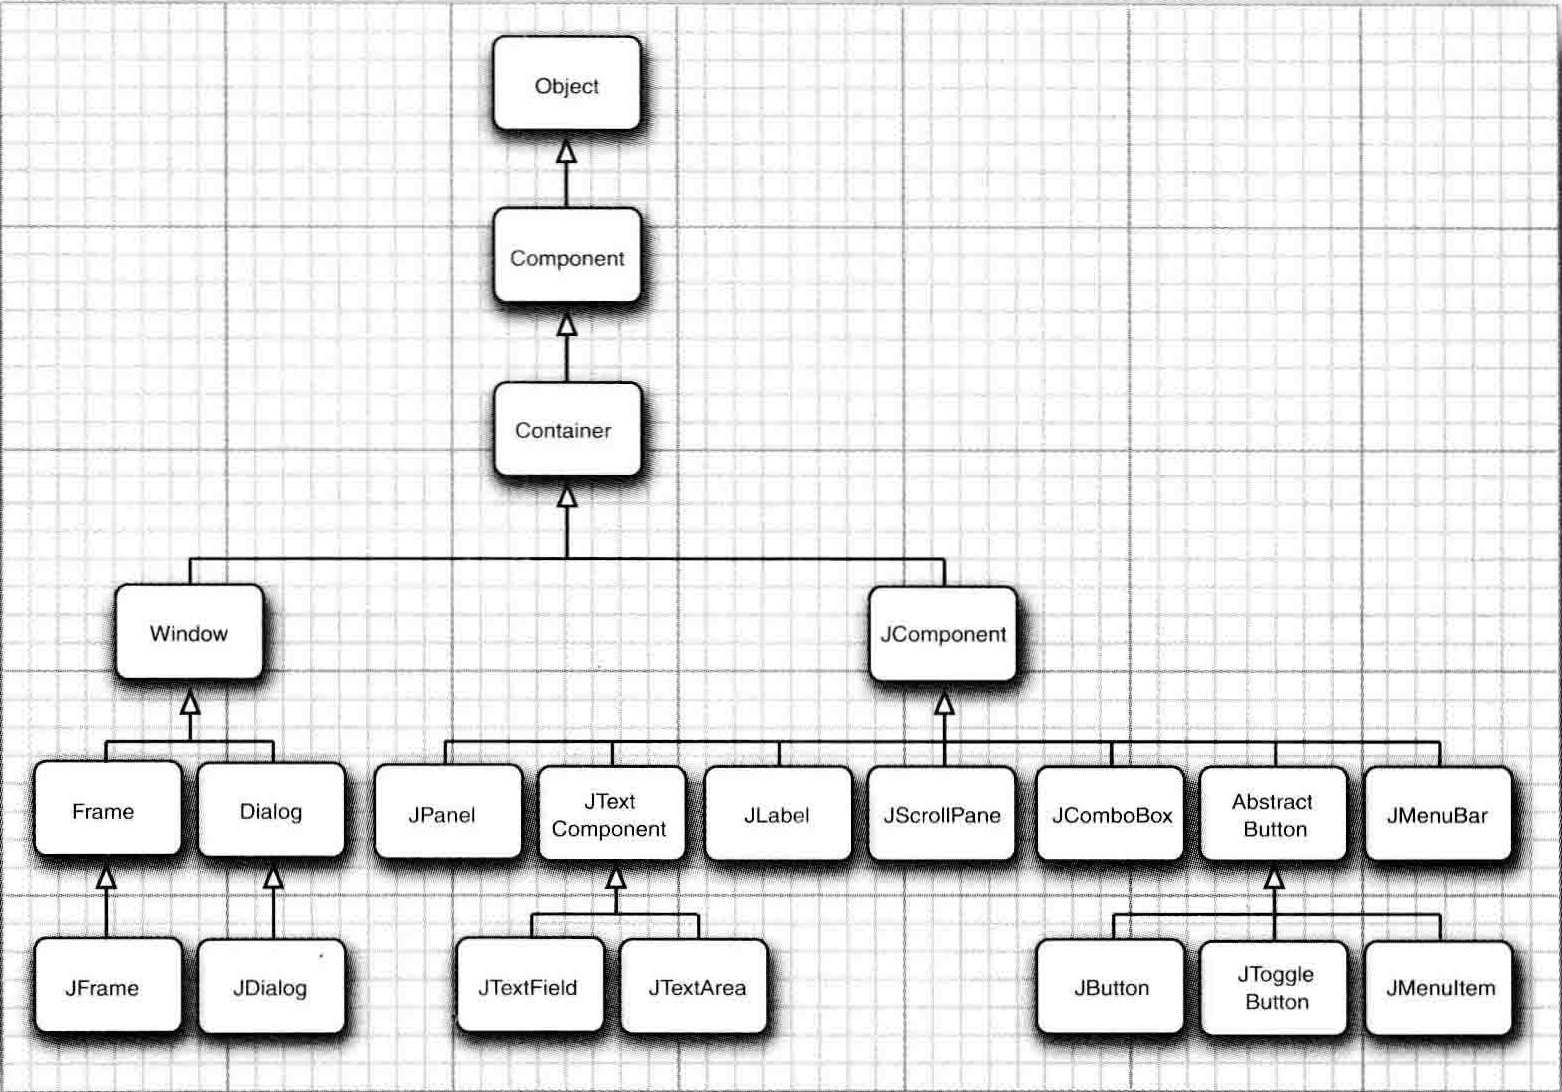 Object
Component
Container
Window
JComponent
Frame
Dialog
JPanel
JText
Component
JLabel
JScrollPane
JComboBox
Abstract
Button
JMenuBar
JFrame
JDialog
JTextField
JTextArea
JButton
JToggle
Button
JMenuItem